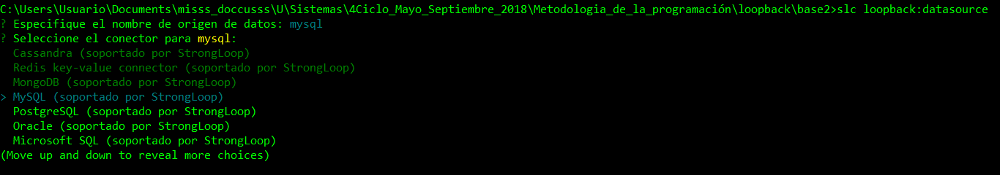 C:\Users\Usuario\Documents\misss_doccusss\U\Sistemas\4Ciclo_Mayo_Septiembre_2018\Metodologia_de_la_programación\loopback\base2>slc loopback:datasource
? Especifique el nombre de origen de datos: mysql
? Seleccione el conector para mysql:
Cassandra (soportado por StrongLoop)
Redis key-value connector (soportado por StrongLoop)
MongoDB (soportado por StrongLoop)
> MySQL (soportado por StrongLoop)
PostgreSQL (soportado por StrongLoop)
Oracle (soportado por StrongLoop)
Microsoft SQL (soportado por StrongLoop)
(Move up and down to reveal more choices)